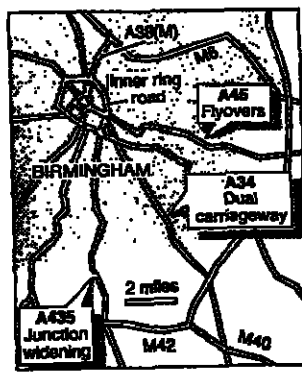 A38(M)
M6
Inner ring
road
A45
Flyovers
BIRMINGHAM
A34
Dual
carriageway
2 miles
A435
Junction
widening
M42
M40